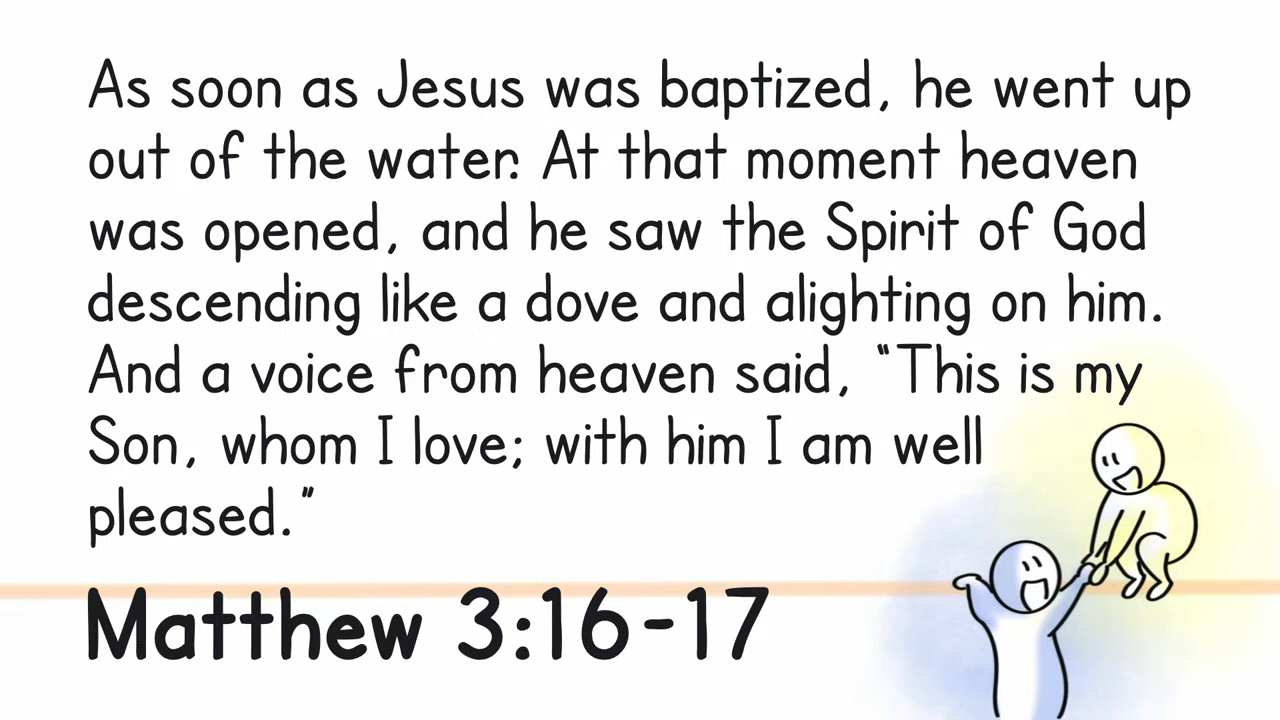 As soon as Jesus was baptized, he went up
out of the water. At that moment heaven
was opened, and he saw the Spirit of God
descending like a dove and alighting on him.
And a voice from heaven said, "This is my
Son, whom I love; with him I am well
pleased."
Matthew 3:16-17